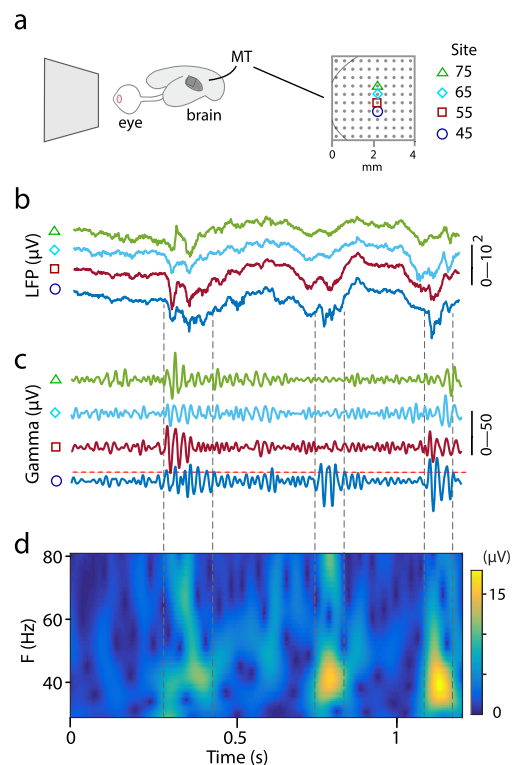 a
MT
eye
brain
0 2 4
mm
Site
75
65
55
45
b
LFP (μV)
0—10²
c
Gamma (μV)
0—50
d
F (Hz)
80
60
40
(μV)
15
0
0 0.5 1
Time (s)